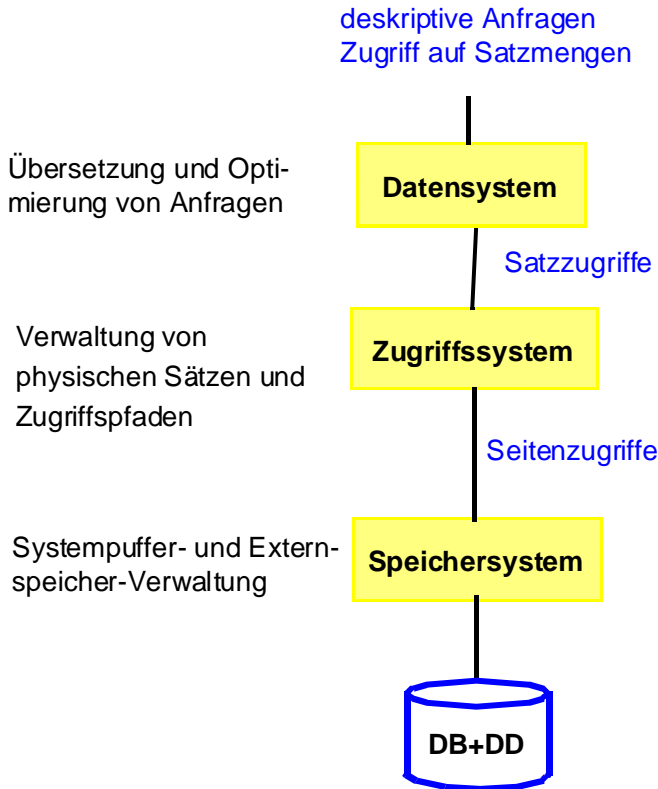 deskriptive Anfragen
Zugriff auf Satzmengen
Übersetzung und Opti-
mierung von Anfragen
Datensystem
Satzzugriffe
Verwaltung von
physischen Sätzen und
Zugriffspfaden
Zugriffssystem
Seitenzugriffe
Systempuffer- und Extern-
speicher-Verwaltung
Speichersystem
DB+DD